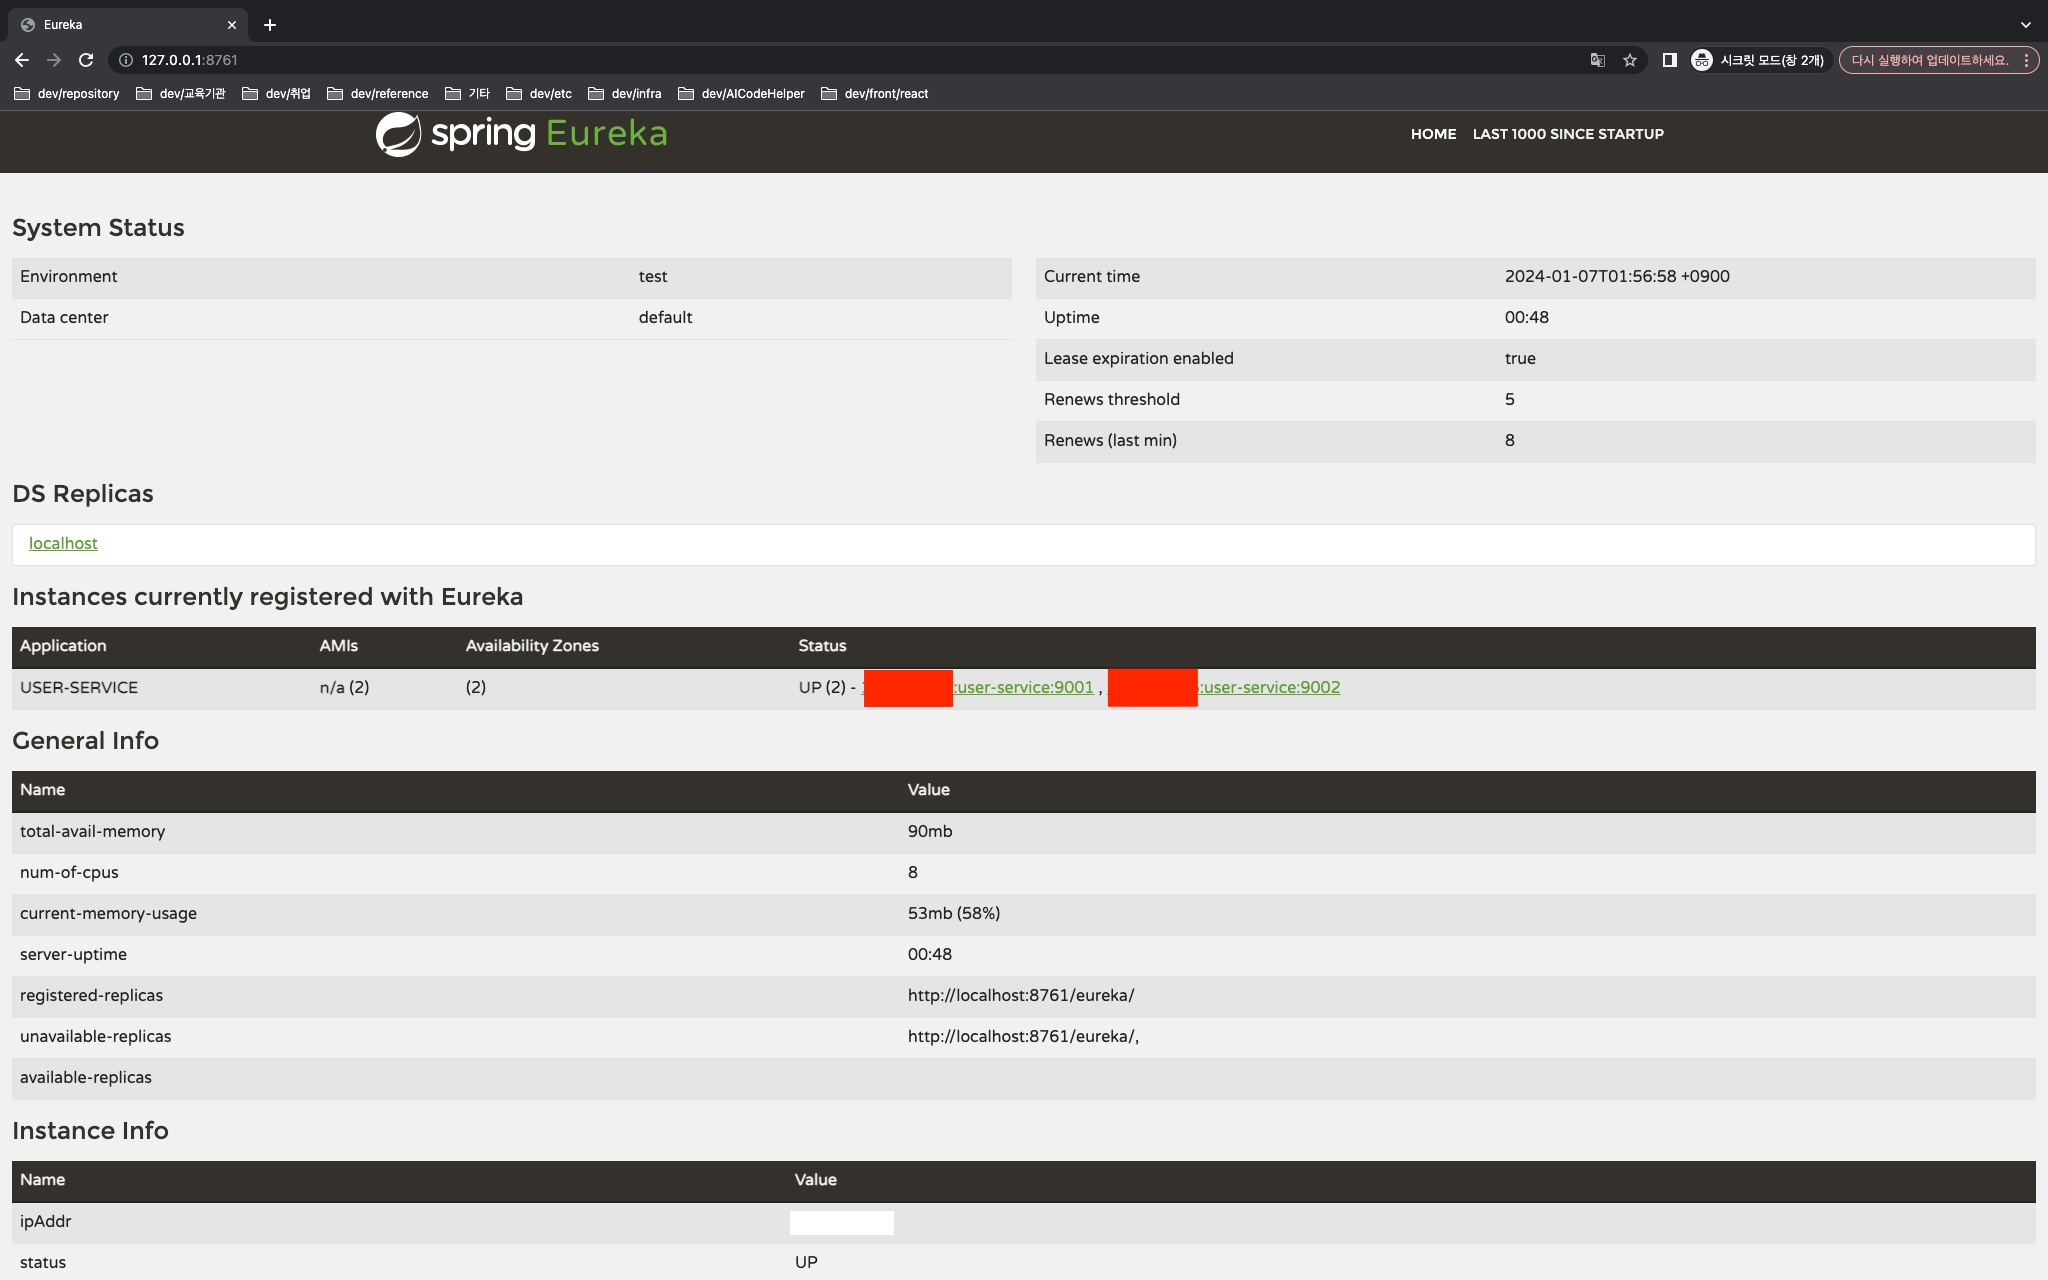 Eureka
127.0.0.1:8761
시크릿 모드(창 2개)
다시 실행하여 업데이트하세요.
dev/repository dev/교육기관 dev/취업 dev/reference 기타 dev/etc dev/infra dev/AICodeHelper dev/front/react
spring Eureka
HOME LAST 1000 SINCE STARTUP
System Status
Environment test
Data center default
Current time 2024-01-07T01:56:58 +0900
Uptime 00:48
Lease expiration enabled true
Renews threshold 5
Renews (last min) 8
DS Replicas
localhost
Instances currently registered with Eureka
Application AMIs Availability Zones Status
USER-SERVICE n/a (2) (2) UP (2) - :user-service:9001 , :user-service:9002
General Info
Name Value
total-avail-memory 90mb
num-of-cpus 8
current-memory-usage 53mb (58%)
server-uptime 00:48
registered-replicas http://localhost:8761/eureka/
unavailable-replicas http://localhost:8761/eureka/,
available-replicas
Instance Info
Name Value
ipAddr
status UP